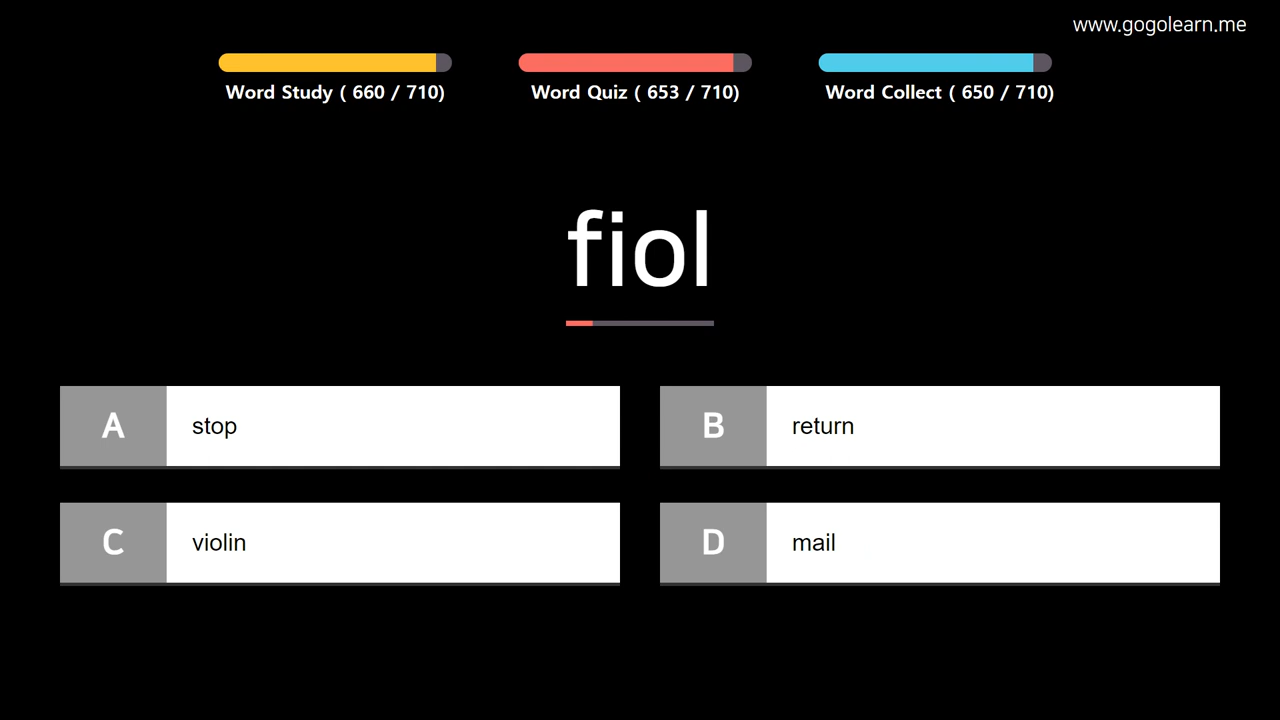 www.gogolearn.me
Word Study ( 660 / 710)
Word Quiz ( 653 / 710)
Word Collect ( 650 / 710)
fiol
A stop
B return
C violin
D mail